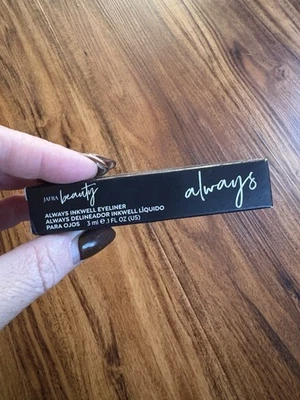 JAFRA beauty
always
ALWAYS INKWELL EYELINER
ALWAYS DELINEADOR INKWELL LÍQUIDO
PARA OJOS 3 ml e .1 FL OZ (US)